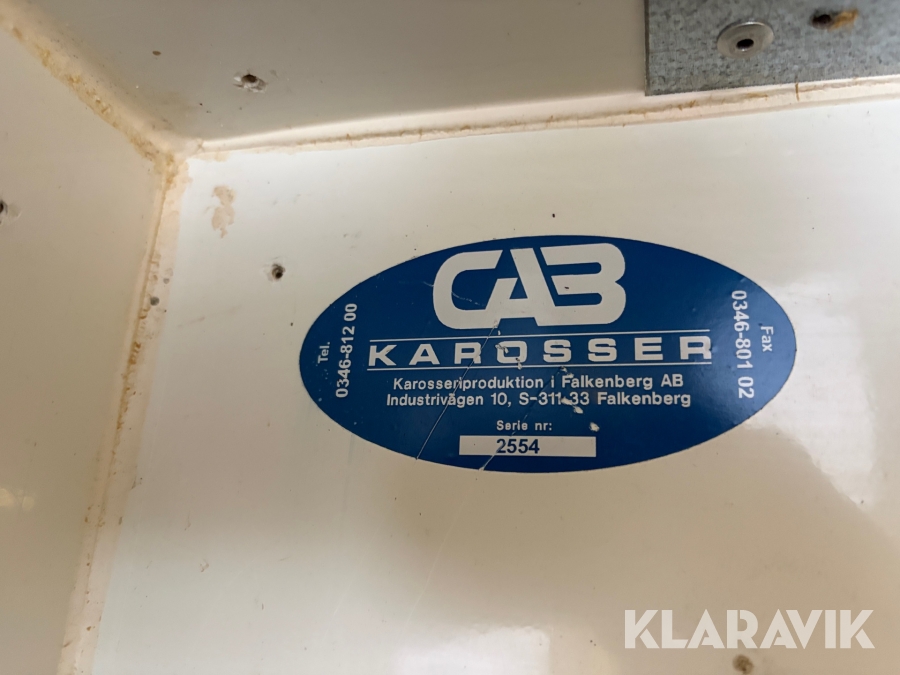 CAB
KAROSSER
Karosseriproduktion i Falkenberg AB
Industrivägen 10, S-311 33 Falkenberg
Serie nr:
2554
Tel.
0346-812 00
Fax
0346-801 02
KLARAVIK